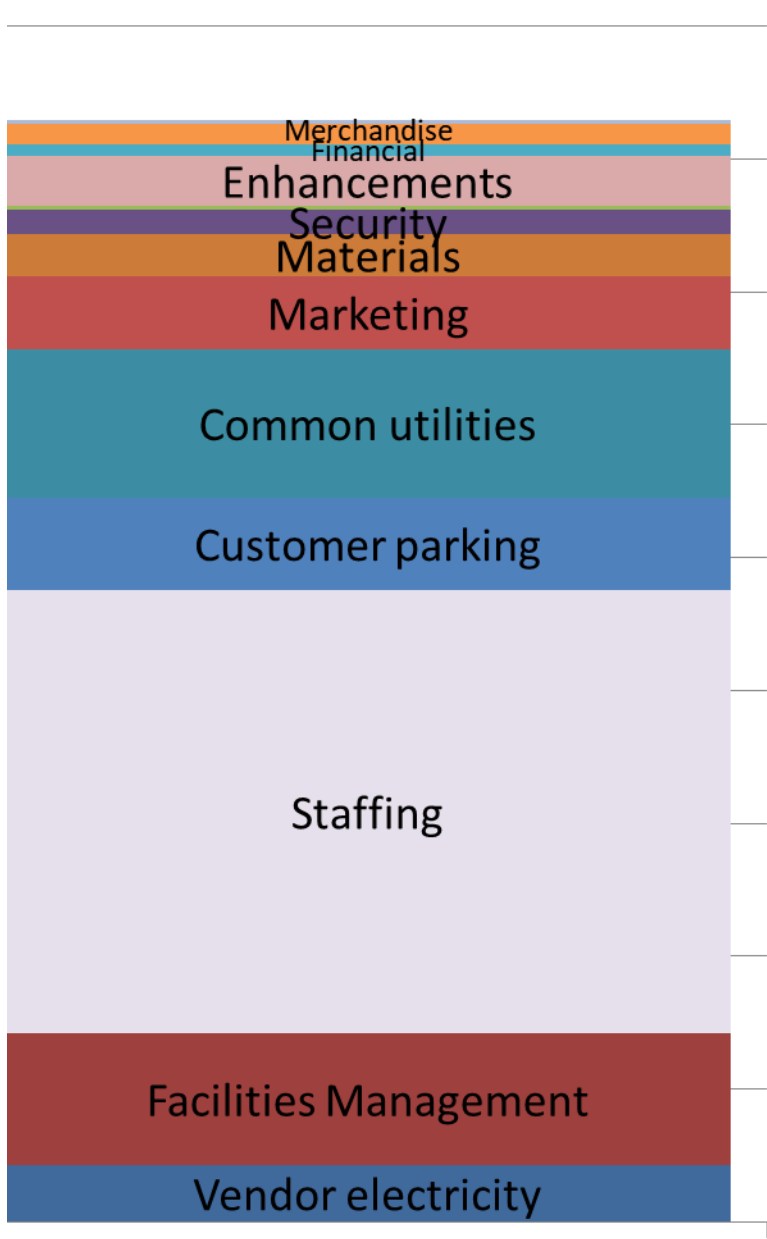 Merchandise
Financial
Enhancements
Security
Materials
Marketing
Common utilities
Customer parking
Staffing
Facilities Management
Vendor electricity